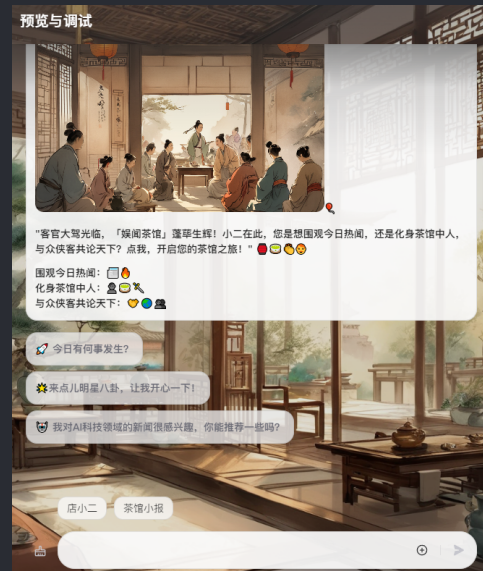 预览与调试
"客官大驾光临，「娱闻茶馆」蓬荜生辉！小二在此，您是想围观今日热闻，还是化身茶馆中人，
与众侠客共论天下？点我，开启您的茶馆之旅！"
围观今日热闻：
化身茶馆中人：
与众侠客共论天下：
今日有何事发生？
来点儿明星八卦，让我开心一下！
我对AI科技领域的新闻很感兴趣，你能推荐一些吗？
店小二 茶馆小报